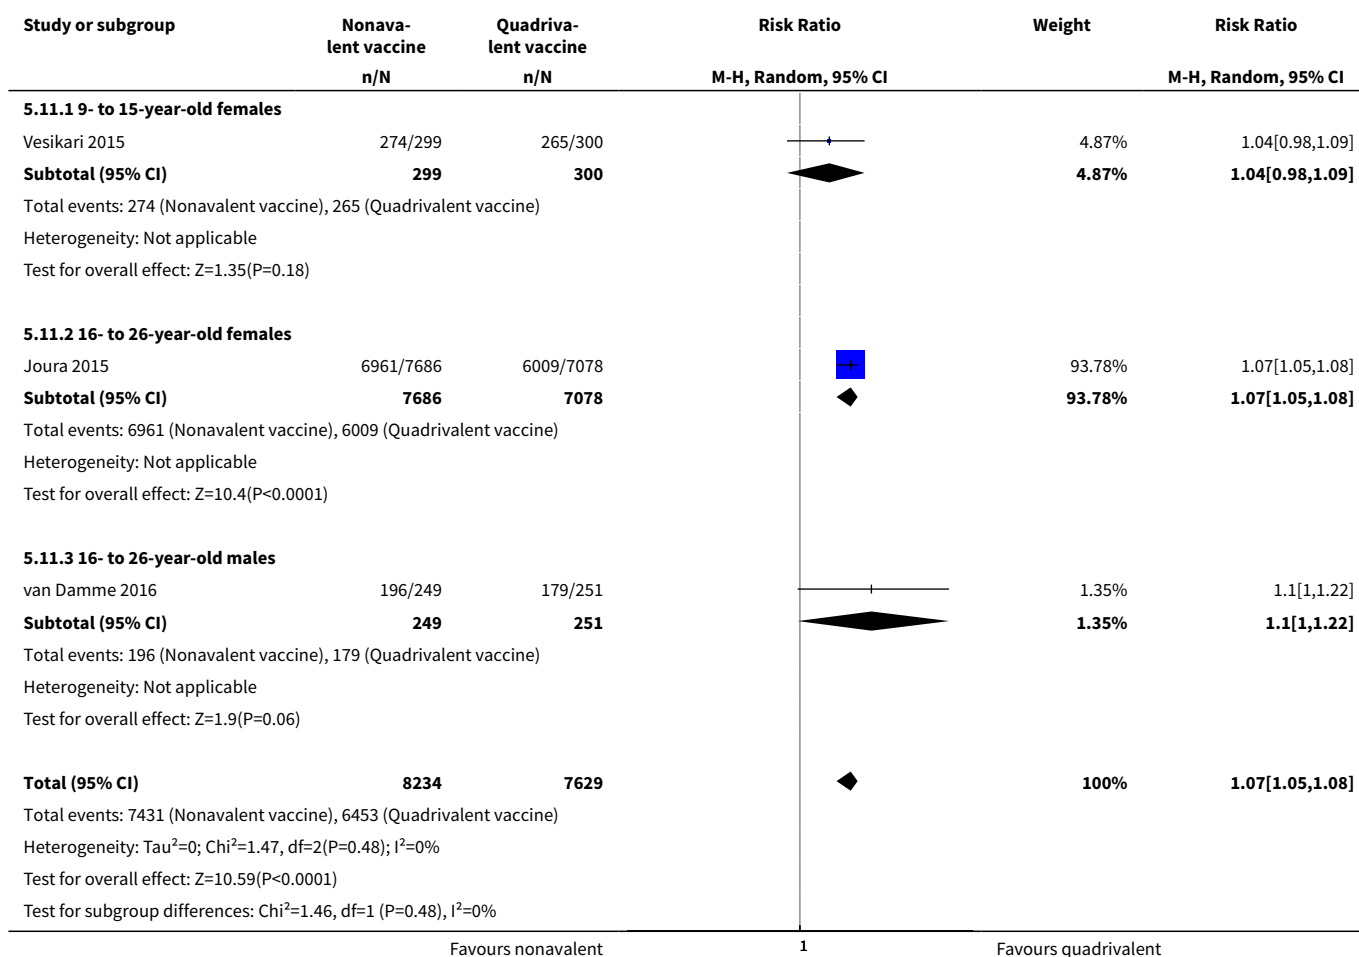 Study or subgroup Nonava- Quadriva- Risk Ratio Weight Risk Ratio
lent vaccine lent vaccine
n/N n/N M-H, Random, 95% CI M-H, Random, 95% CI
5.11.1 9- to 15-year-old females
Vesikari 2015 274/299 265/300 4.87% 1.04[0.98,1.09]
Subtotal (95% CI) 299 300 4.87% 1.04[0.98,1.09]
Total events: 274 (Nonavalent vaccine), 265 (Quadrivalent vaccine)
Heterogeneity: Not applicable
Test for overall effect: Z=1.35(P=0.18)
5.11.2 16- to 26-year-old females
Joura 2015 6961/7686 6009/7078 93.78% 1.07[1.05,1.08]
Subtotal (95% CI) 7686 7078 93.78% 1.07[1.05,1.08]
Total events: 6961 (Nonavalent vaccine), 6009 (Quadrivalent vaccine)
Heterogeneity: Not applicable
Test for overall effect: Z=10.4(P<0.0001)
5.11.3 16- to 26-year-old males
van Damme 2016 196/249 179/251 1.35% 1.1[1,1.22]
Subtotal (95% CI) 249 251 1.35% 1.1[1,1.22]
Total events: 196 (Nonavalent vaccine), 179 (Quadrivalent vaccine)
Heterogeneity: Not applicable
Test for overall effect: Z=1.9(P=0.06)
Total (95% CI) 8234 7629 100% 1.07[1.05,1.08]
Total events: 7431 (Nonavalent vaccine), 6453 (Quadrivalent vaccine)
Heterogeneity: Tau²=0; Chi²=1.47, df=2(P=0.48); I²=0%
Test for overall effect: Z=10.59(P<0.0001)
Test for subgroup differences: Chi²=1.46, df=1 (P=0.48), I²=0%
Favours nonavalent 1 Favours quadrivalent